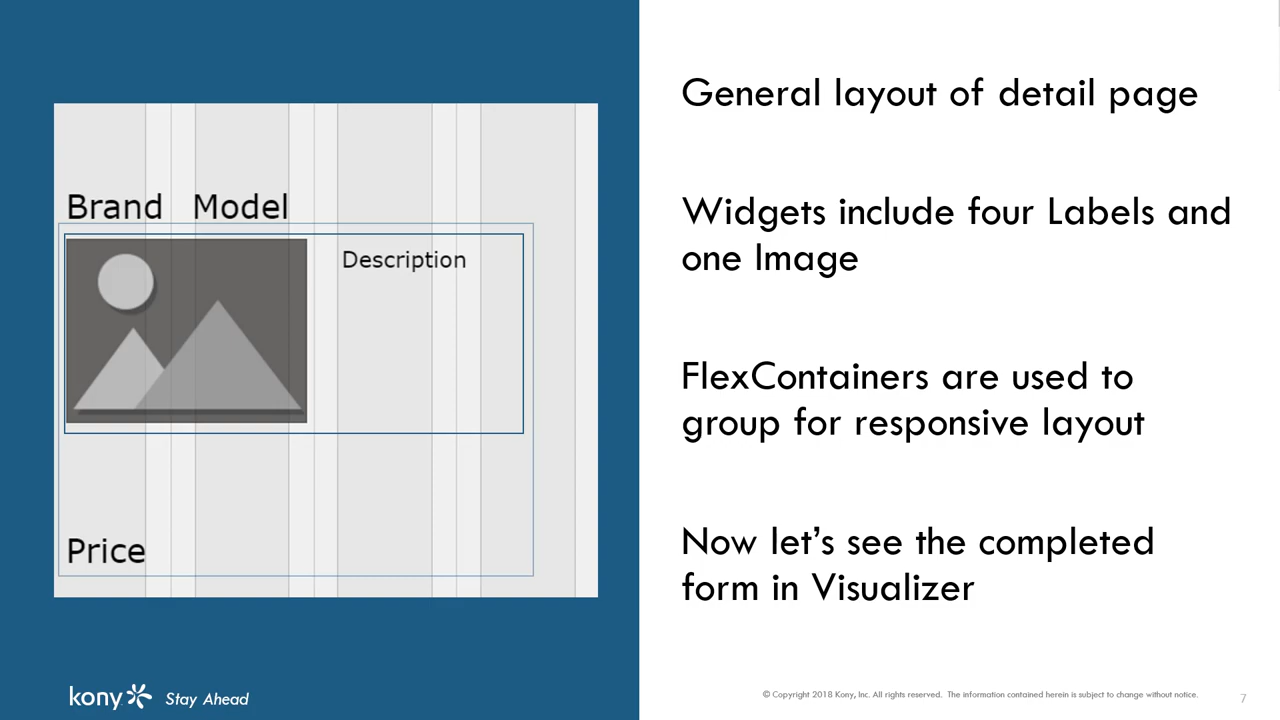 Brand Model
Description
Price
General layout of detail page
Widgets include four Labels and
one Image
FlexContainers are used to
group for responsive layout
Now let’s see the completed
form in Visualizer
kony Stay Ahead
© Copyright 2018 Kony, Inc. All rights reserved. The information contained herein is subject to change without notice.
7